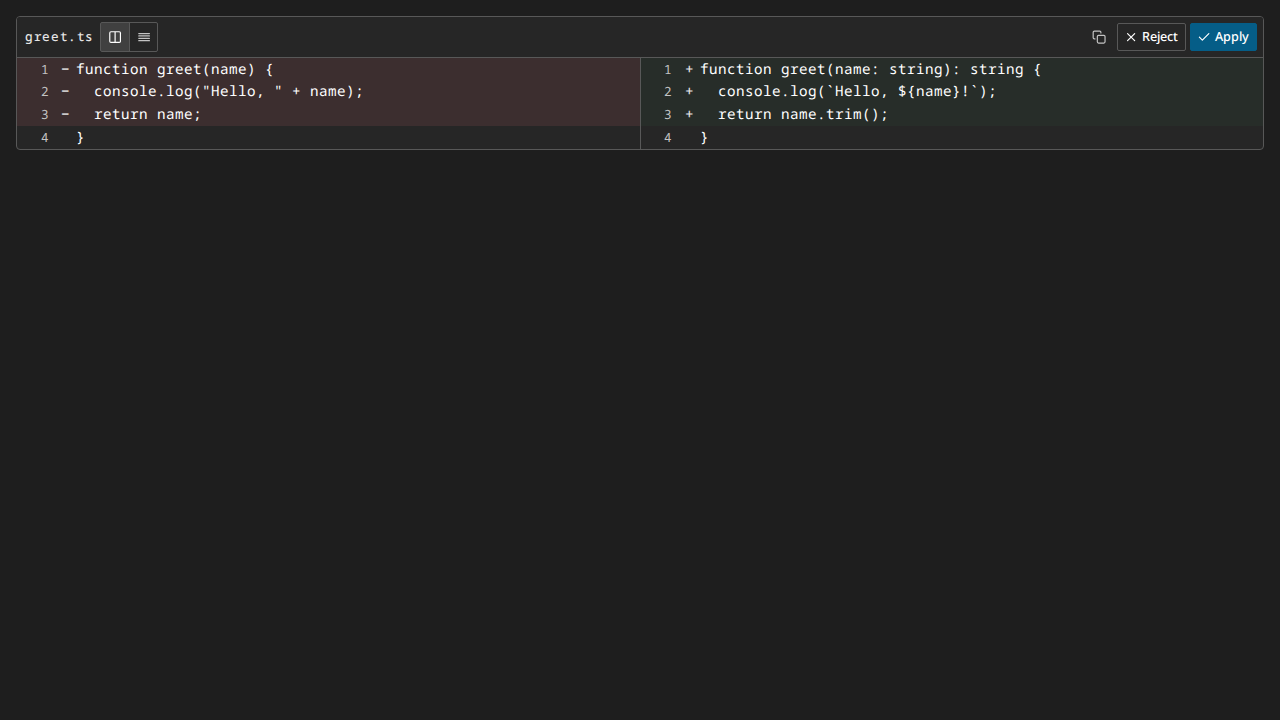 greet.ts Reject Apply
1 − function greet(name) {
2 −   console.log("Hello, " + name);
3 −   return name;
4 }
1 + function greet(name: string): string {
2 +   console.log(`Hello, ${name}!`);
3 +   return name.trim();
4 }